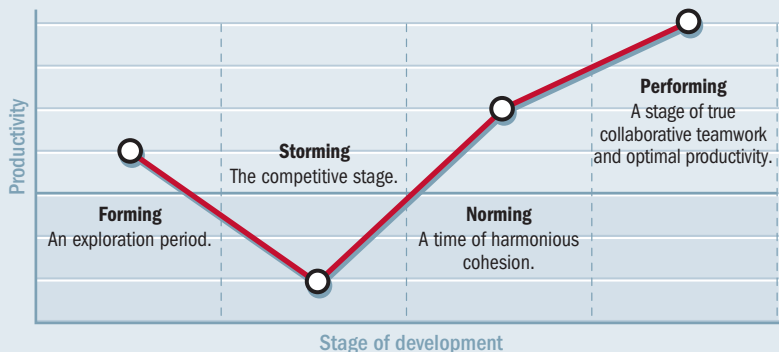 Productivity
Forming
An exploration period.
Storming
The competitive stage.
Norming
A time of harmonious
cohesion.
Performing
A stage of true
collaborative teamwork
and optimal productivity.
Stage of development